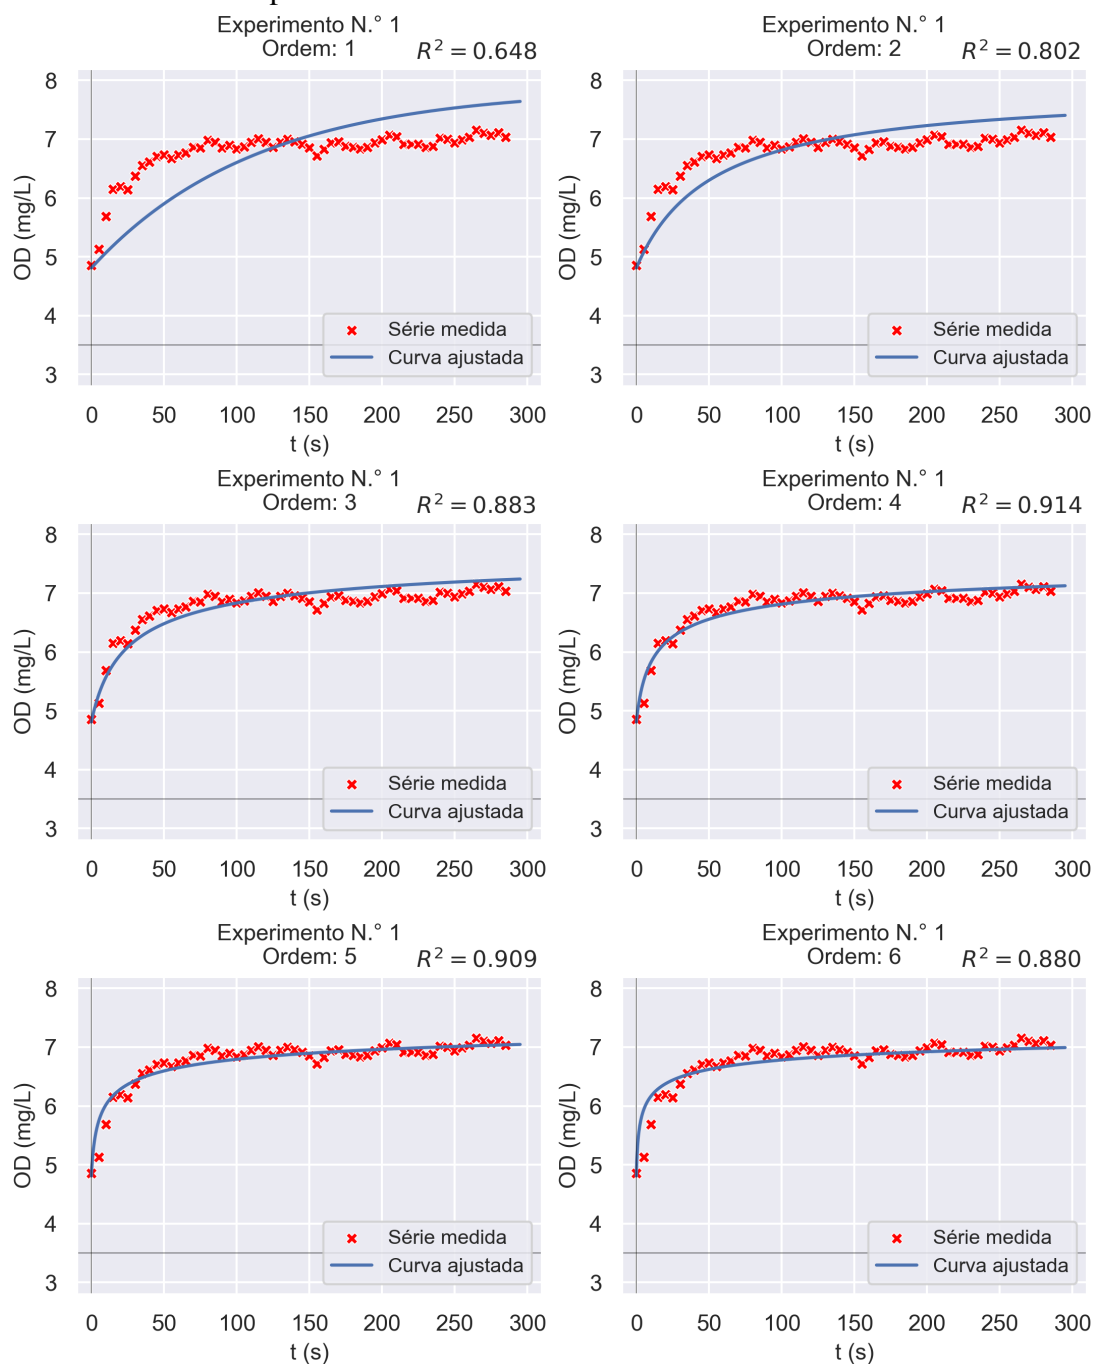 Experimento N.° 1
Ordem: 1
R² = 0.648
8
7
6
5
4
3
OD (mg/L)
Série medida
Curva ajustada
0 50 100 150 200 250 300
t (s)
Experimento N.° 1
Ordem: 2
R² = 0.802
8
7
6
5
4
3
OD (mg/L)
Série medida
Curva ajustada
0 50 100 150 200 250 300
t (s)
Experimento N.° 1
Ordem: 3
R² = 0.883
8
7
6
5
4
3
OD (mg/L)
Série medida
Curva ajustada
0 50 100 150 200 250 300
t (s)
Experimento N.° 1
Ordem: 4
R² = 0.914
8
7
6
5
4
3
OD (mg/L)
Série medida
Curva ajustada
0 50 100 150 200 250 300
t (s)
Experimento N.° 1
Ordem: 5
R² = 0.909
8
7
6
5
4
3
OD (mg/L)
Série medida
Curva ajustada
0 50 100 150 200 250 300
t (s)
Experimento N.° 1
Ordem: 6
R² = 0.880
8
7
6
5
4
3
OD (mg/L)
Série medida
Curva ajustada
0 50 100 150 200 250 300
t (s)